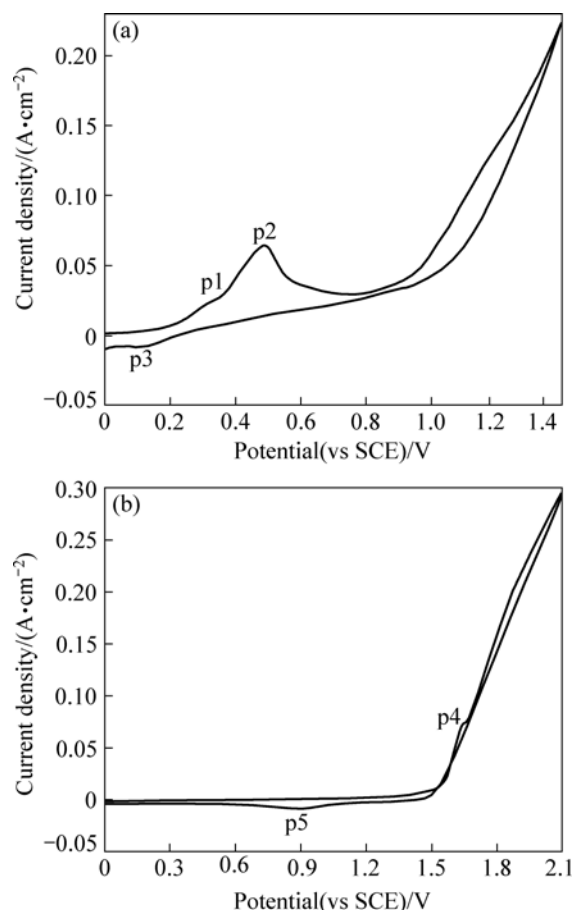 (a)
0.20
0.15
0.10
0.05
0
−0.05
Current density/(A•cm⁻²)
p1
p2
p3
0 0.2 0.4 0.6 0.8 1.0 1.2 1.4
Potential(vs SCE)/V
(b)
0.30
0.25
0.20
0.15
0.10
0.05
0
−0.05
Current density/(A•cm⁻²)
p4
p5
0 0.3 0.6 0.9 1.2 1.5 1.8 2.1
Potential(vs SCE)/V